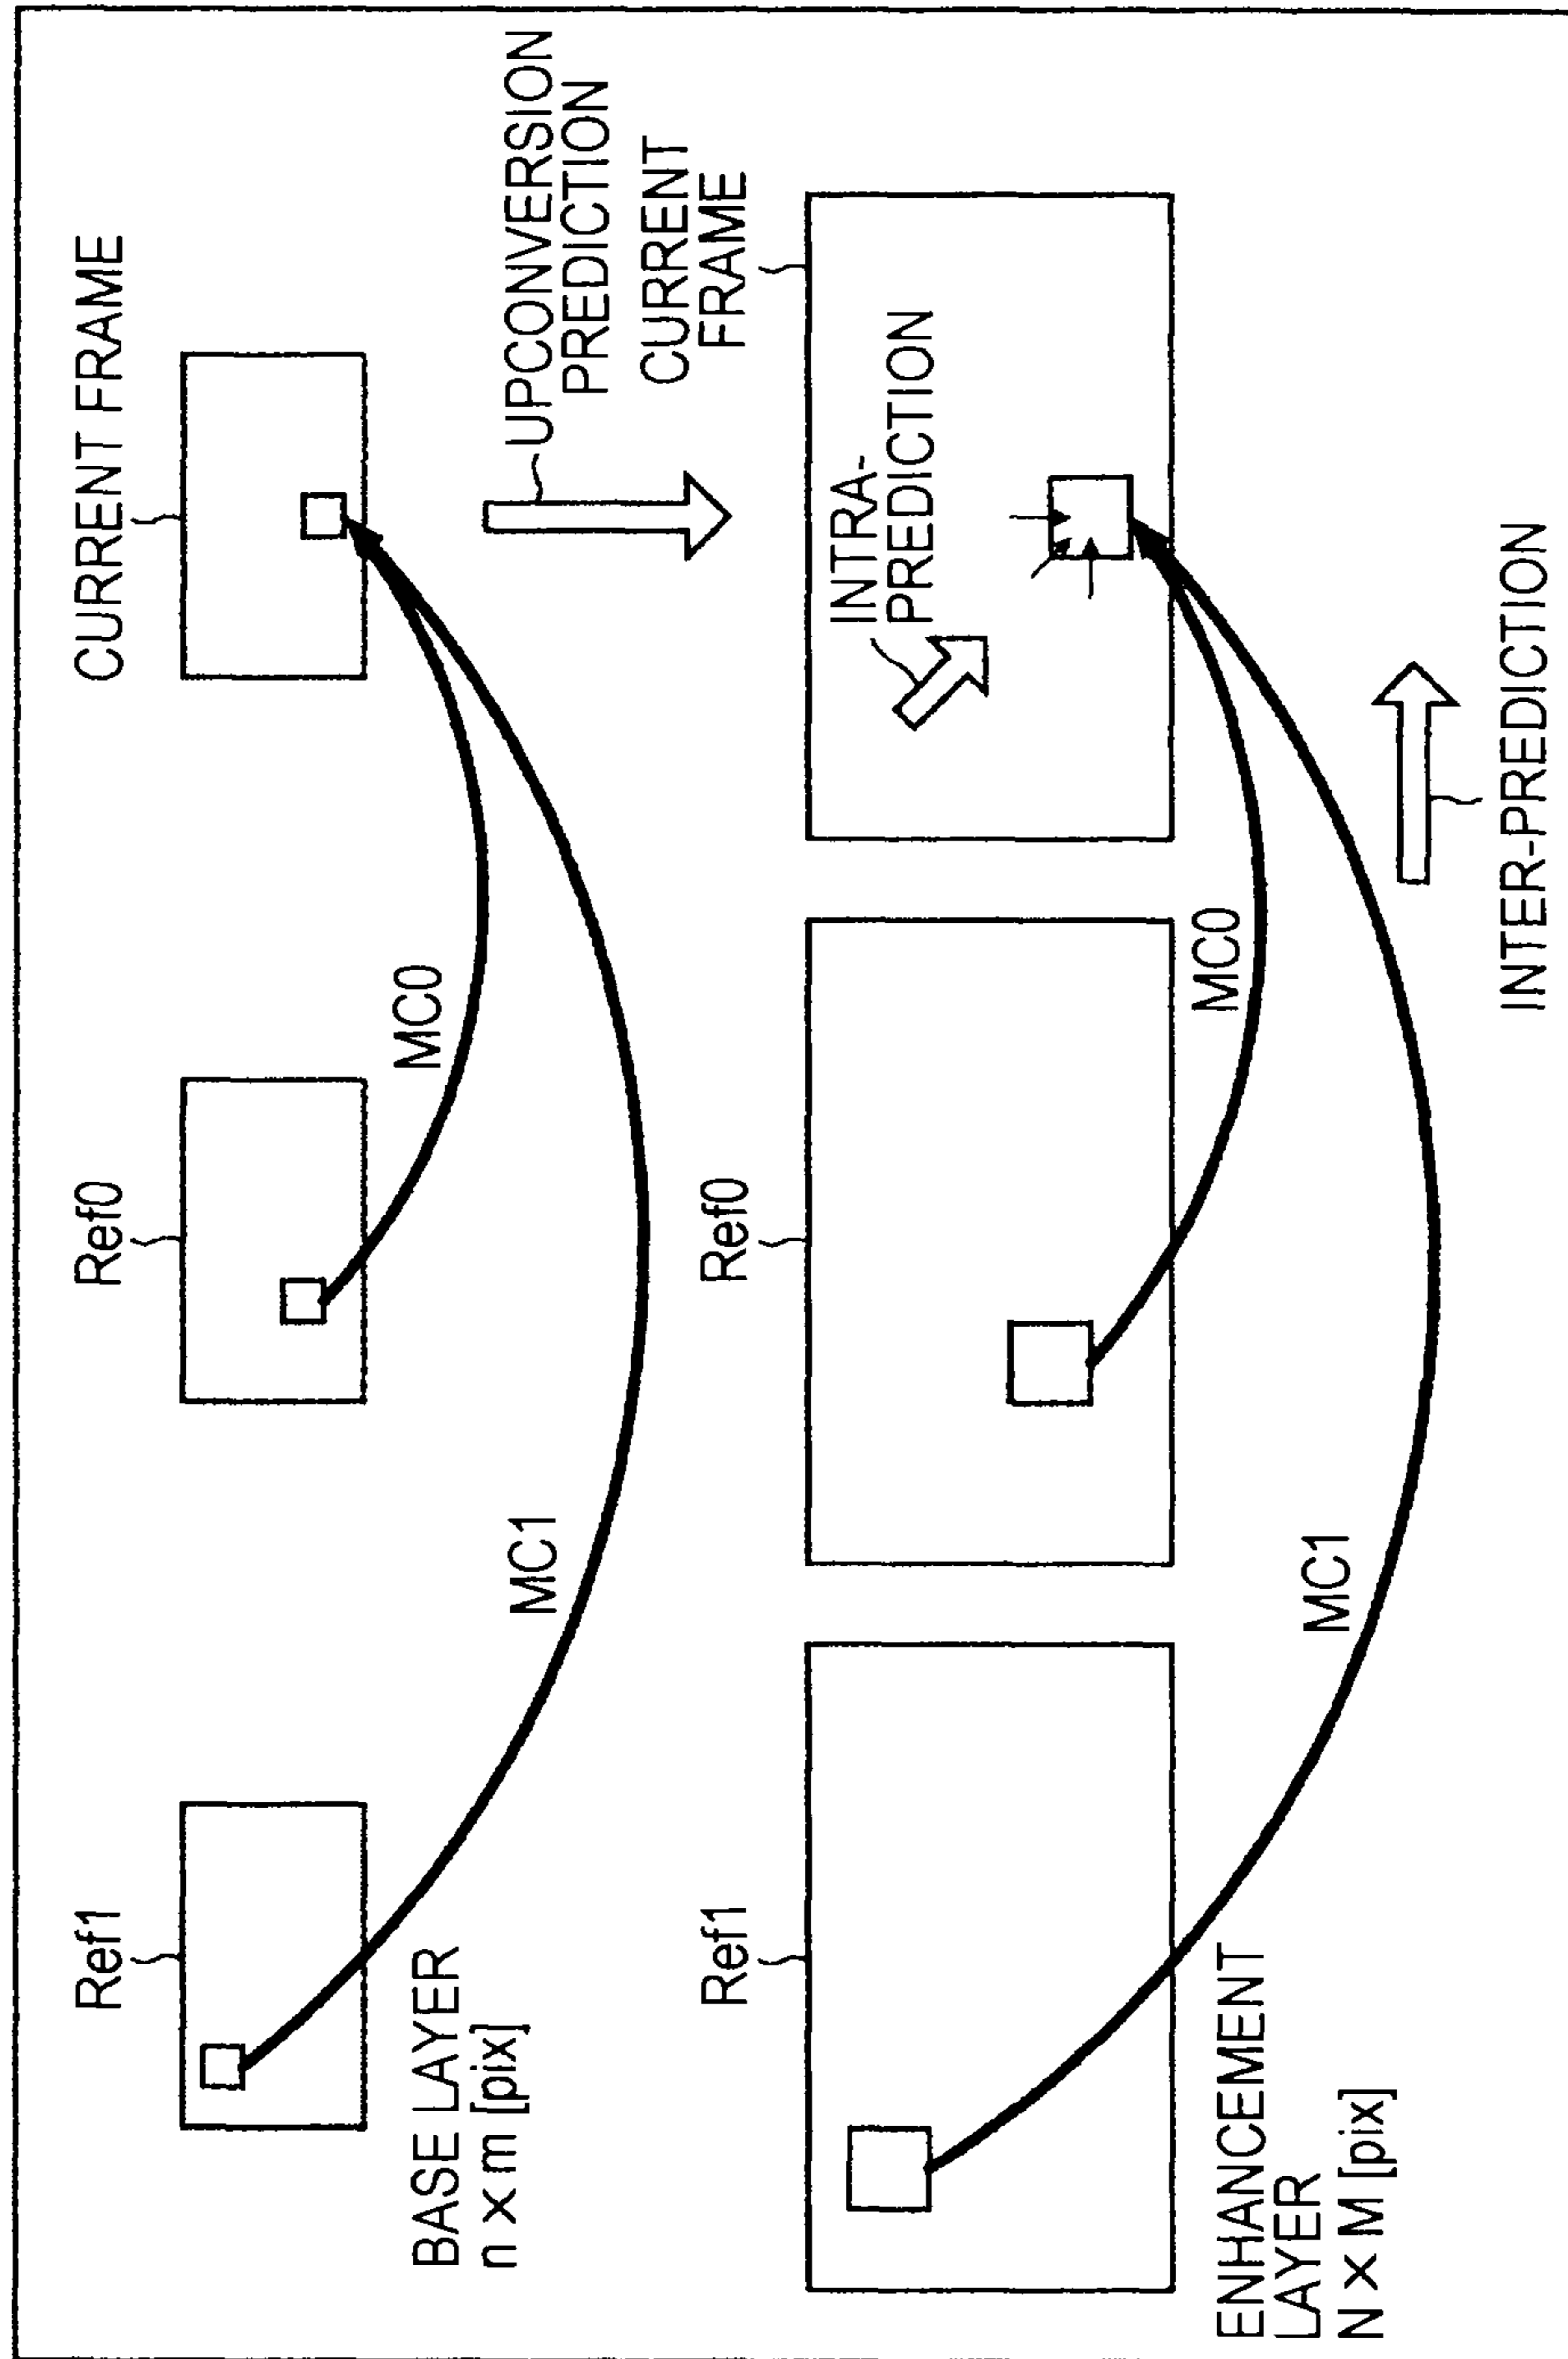 Ref1
Ref0
CURRENT FRAME
MC0
MC1
BASE LAYER
n x m [pix]
UPCONVERSION
PREDICTION
Ref1
Ref0
CURRENT
FRAME
INTRA-
PREDICTION
MC0
MC1
ENHANCEMENT
LAYER
N x M [pix]
INTER-PREDICTION